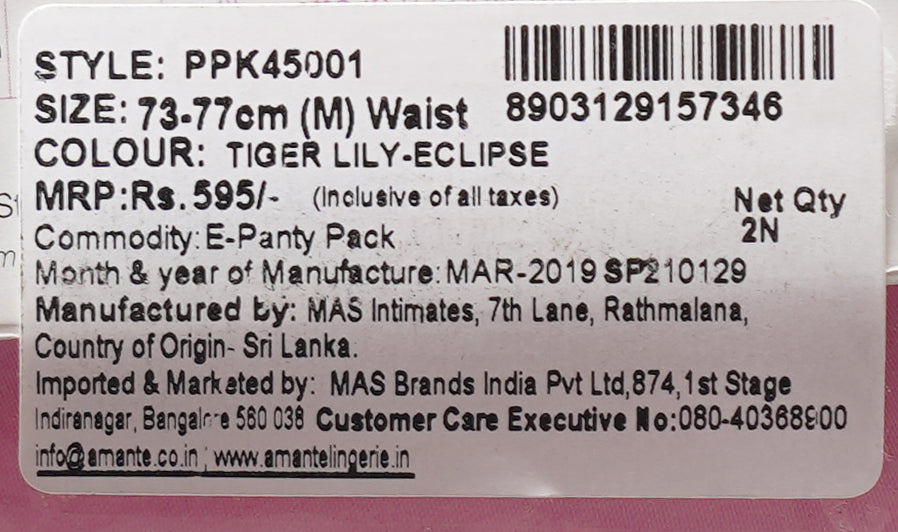 STYLE: PPK45001
8903129157346
SIZE: 73-77cm (M) Waist
COLOUR: TIGER LILY-ECLIPSE
MRP:Rs.595/- (Inclusive of all taxes)
Net Qty
2N
Commodity:E-Panty Pack
Month & year of Manufacture:MAR-2019 SP210129
Manufactured by: MAS Intimates, 7th Lane, Rathmalana,
Country of Origin- Sri Lanka.
Imported & Marketed by: MAS Brands India Pvt Ltd,874,1st Stage
Indiranagar, Bangalore 560 038 Customer Care Executive No:080-40368900
info@amante.co.in ; www.amantelingerie.in